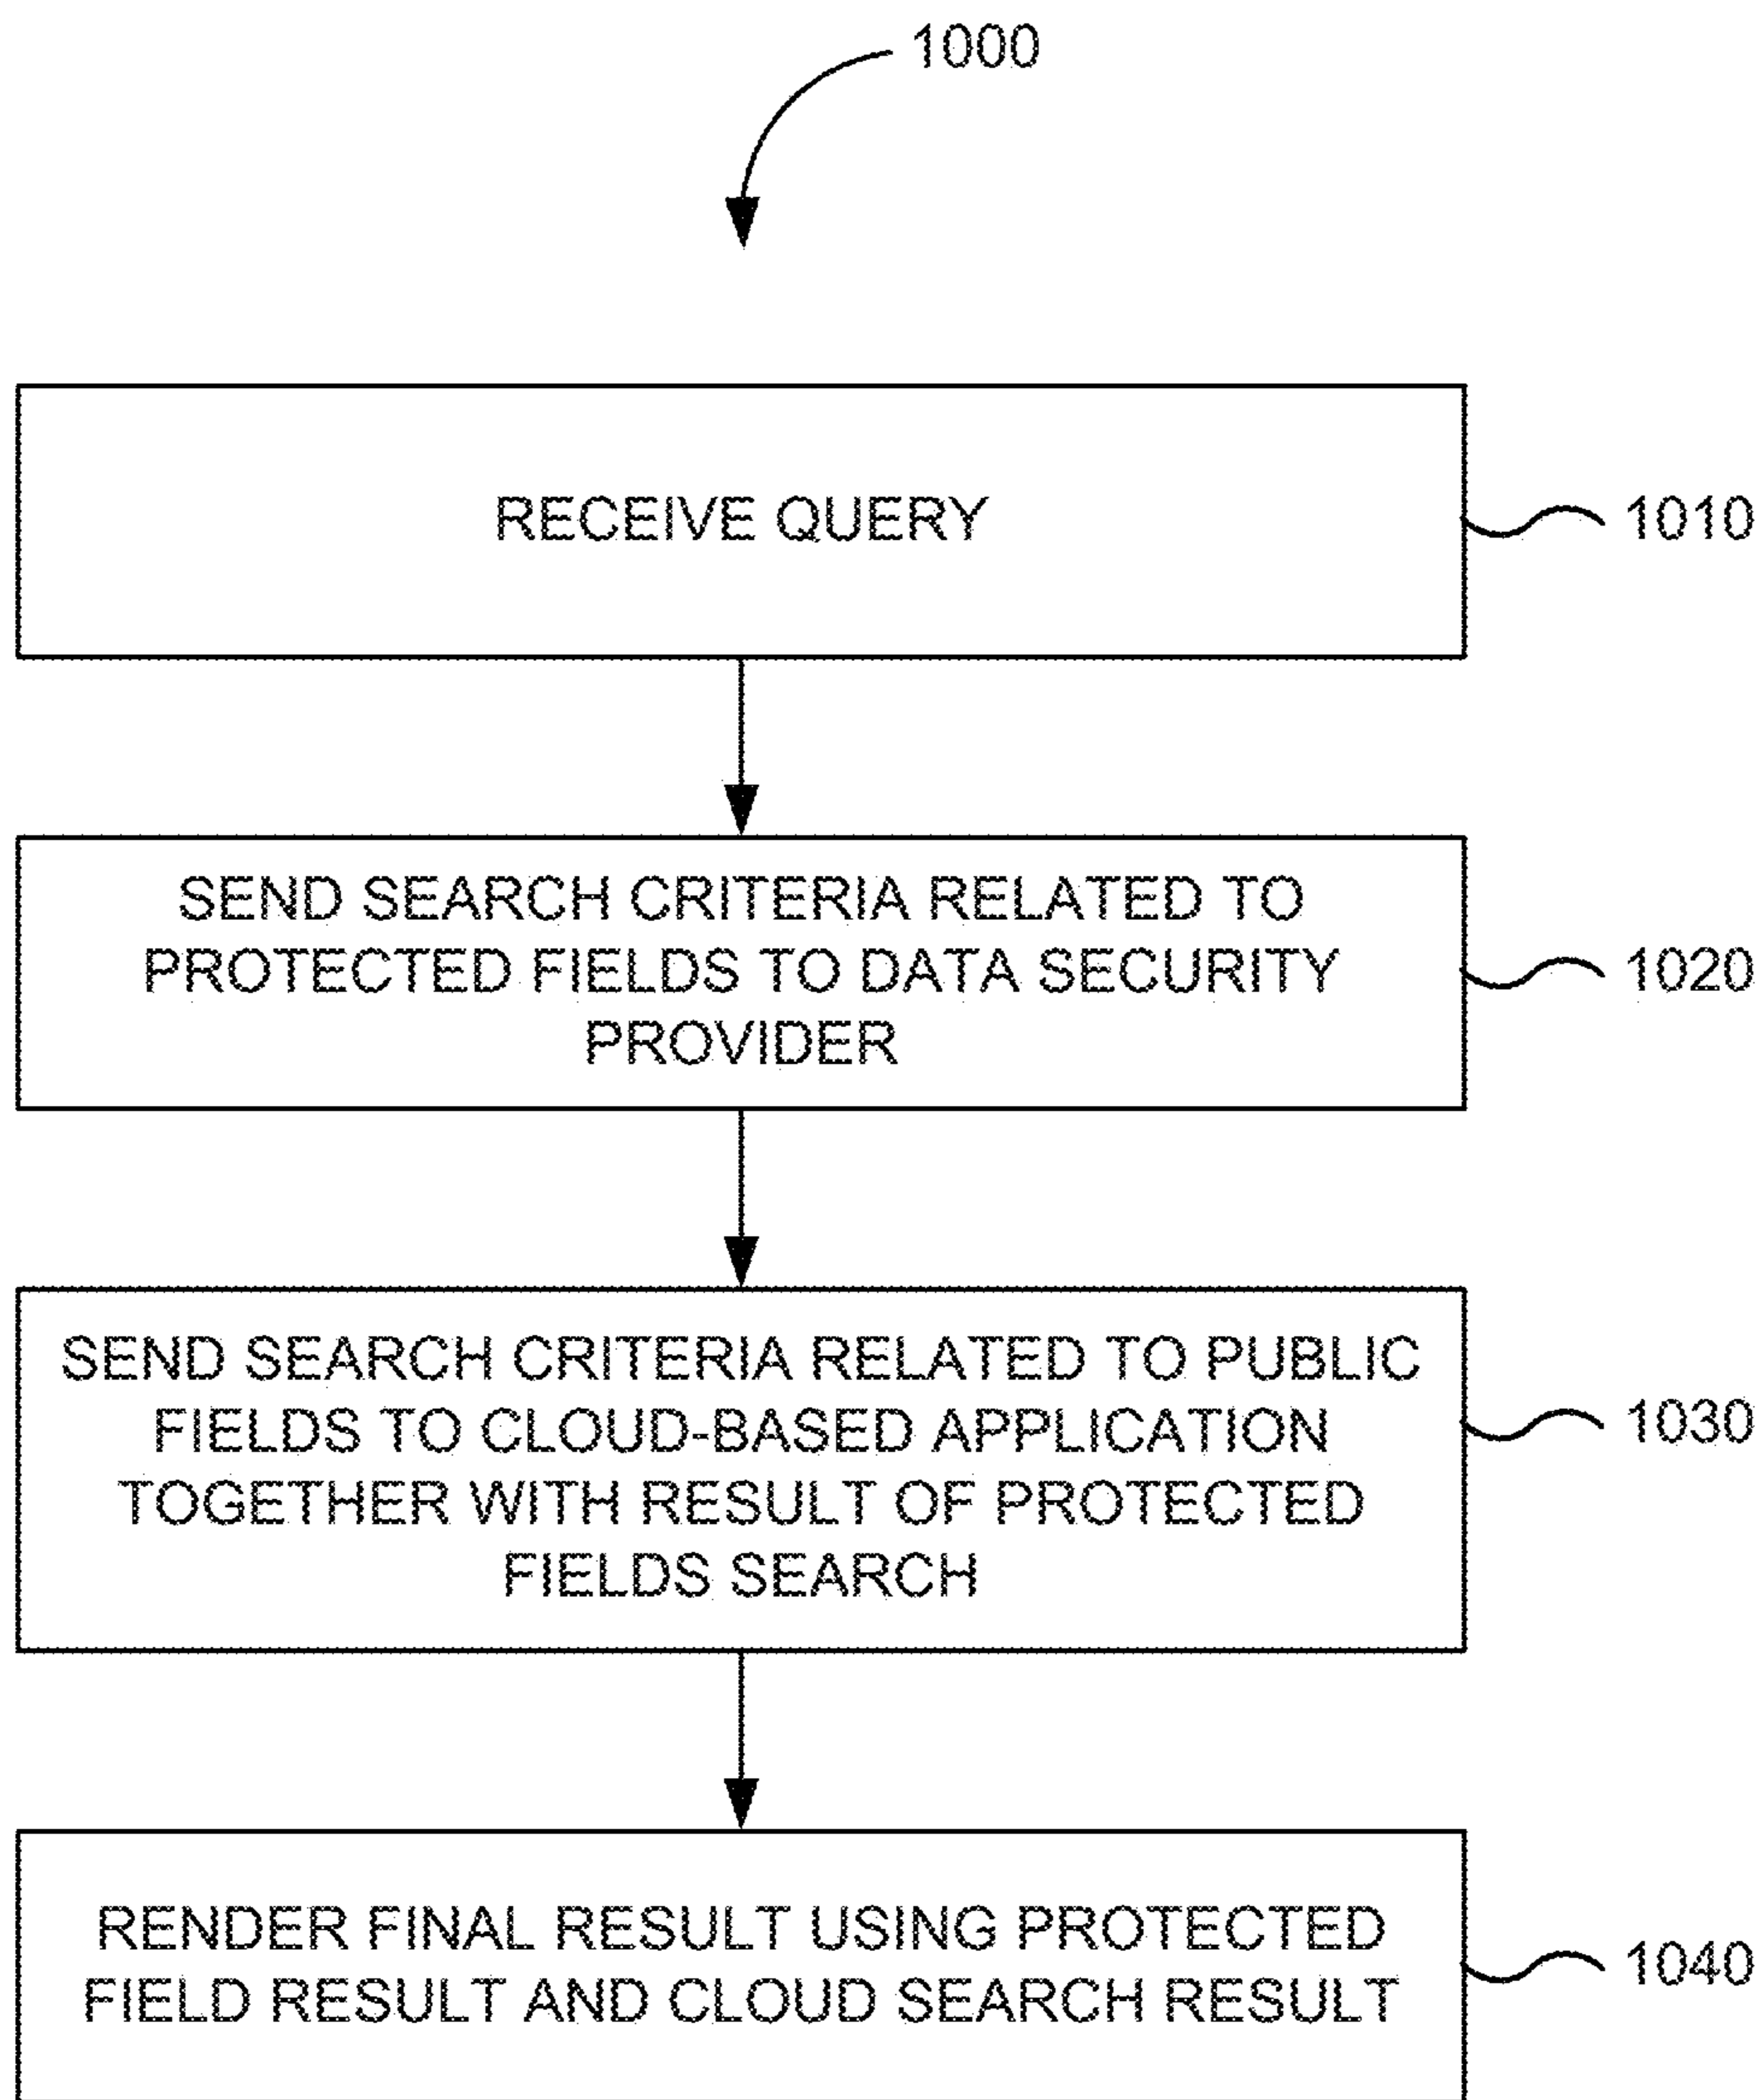 1000
RECEIVE QUERY
1010
SEND SEARCH CRITERIA RELATED TO
PROTECTED FIELDS TO DATA SECURITY
PROVIDER
1020
SEND SEARCH CRITERIA RELATED TO PUBLIC
FIELDS TO CLOUD-BASED APPLICATION
TOGETHER WITH RESULT OF PROTECTED
FIELDS SEARCH
1030
RENDER FINAL RESULT USING PROTECTED
FIELD RESULT AND CLOUD SEARCH RESULT
1040